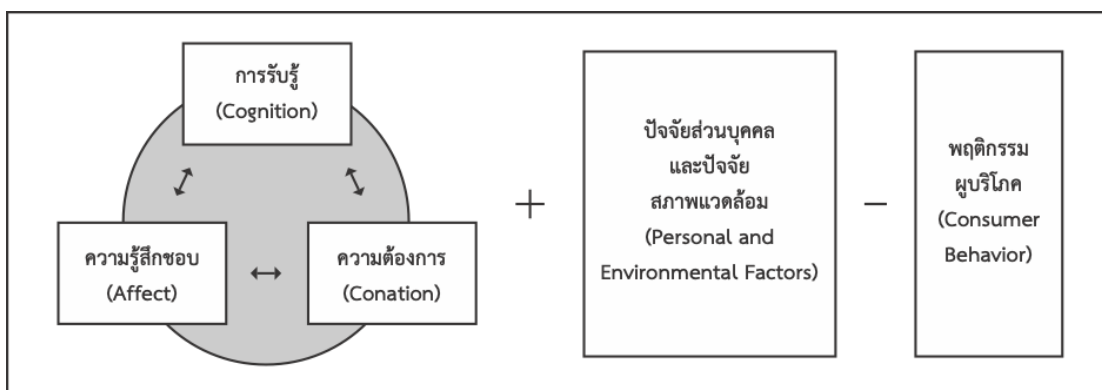 การรับรู้
(Cognition)
ความรู้สึกชอบ
(Affect)
ความต้องการ
(Conation)
+
ปัจจัยส่วนบุคคล
และปัจจัย
สภาพแวดล้อม
(Personal and
Environmental Factors)
−
พฤติกรรม
ผู้บริโภค
(Consumer
Behavior)